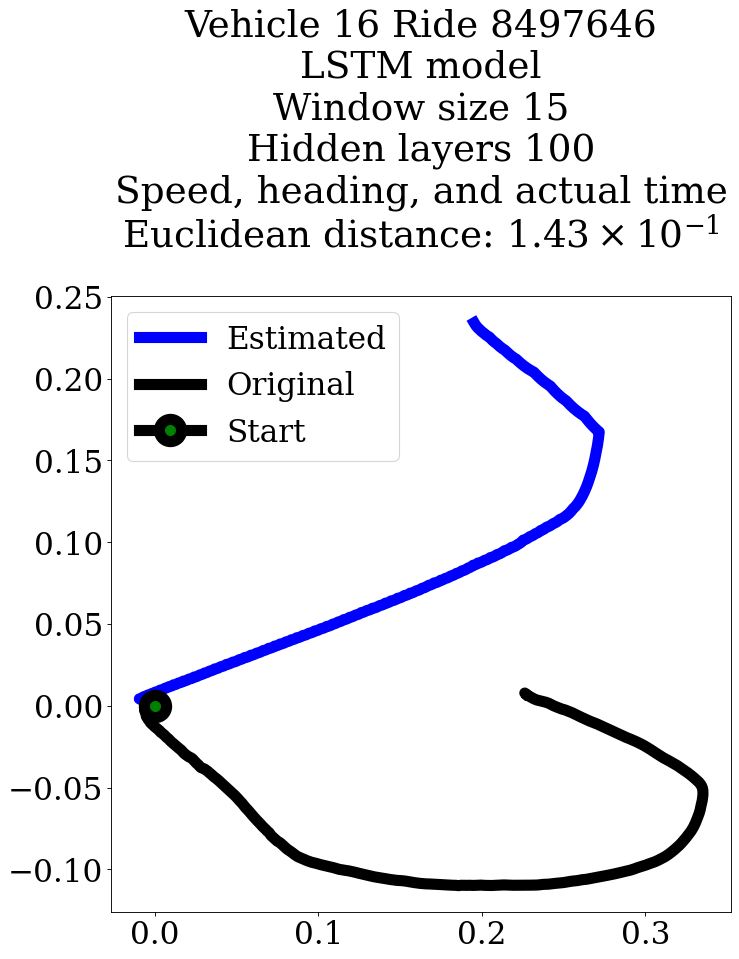 Vehicle 16 Ride 8497646
LSTM model
Window size 15
Hidden layers 100
Speed, heading, and actual time
Euclidean distance: 1.43 × 10⁻¹
0.25
Estimated
0.20
Original
Start
0.15
0.10
0.05
0.00
−0.05
−0.10
0.0 0.1 0.2 0.3